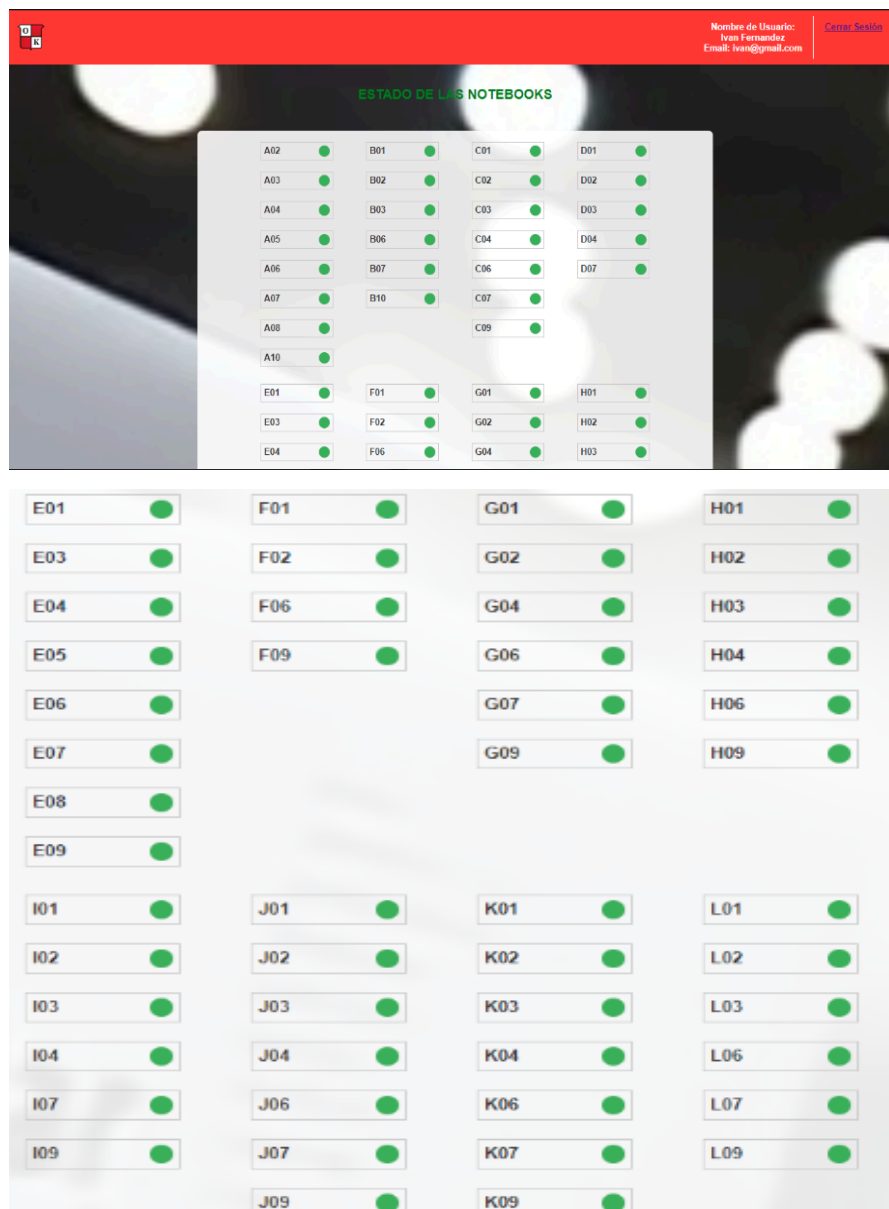 O
K
Nombre de Usuario:
Ivan Fernandez
Email: ivan@gmail.com
Cerrar Sesión
ESTADO DE LAS NOTEBOOKS
A02 B01 C01 D01
A03 B02 C02 D02
A04 B03 C03 D03
A05 B06 C04 D04
A06 B07 C06 D07
A07 B10 C07
A08 C09
A10
E01 F01 G01 H01
E03 F02 G02 H02
E04 F06 G04 H03
E01 F01 G01 H01
E03 F02 G02 H02
E04 F06 G04 H03
E05 F09 G06 H04
E06 G07 H06
E07 G09 H09
E08
E09
I01 J01 K01 L01
I02 J02 K02 L02
I03 J03 K03 L03
I04 J04 K04 L06
I07 J06 K06 L07
I09 J07 K07 L09
J09 K09